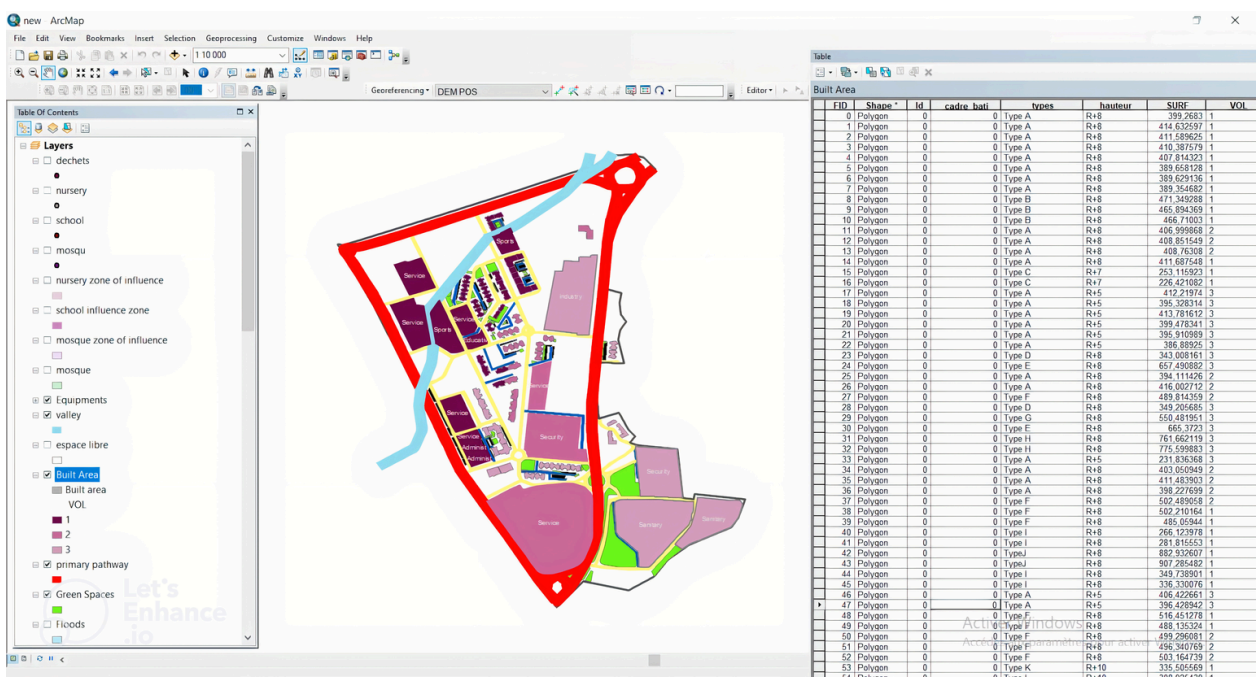 new - ArcMap
File Edit View Bookmarks Insert Selection Geoprocessing Customize Windows Help
1:10 000
Georeferencing DEM POS Editor
Table Of Contents
Layers
dechets
nursery
school
mosqu
nursery zone of influence
school influence zone
mosque zone of influence
mosque
Equipments
valley
espace libre
Built Area
Built area
VOL
1
2
3
primary pathway
Green Spaces
Floods
Let's
Enhance
.io
Sports
Service
Industry
Service
Sports
Service
Service
Service
Security
Service
Administ
Administ
Security
Service
Sanitary
Sanitary
Table
Built Area
FID Shape * Id cadre_bati types hauteur SURF VOL
0 Polygon 0 0 Type A R+8 399,2683 1
1 Polygon 0 0 Type A R+8 414,632597 1
2 Polygon 0 0 Type A R+8 411,589625 1
3 Polygon 0 0 Type A R+8 410,387579 1
4 Polygon 0 0 Type A R+8 407,814323 1
5 Polygon 0 0 Type A R+8 389,658128 1
6 Polygon 0 0 Type A R+8 389,629136 1
7 Polygon 0 0 Type A R+8 389,354682 1
8 Polygon 0 0 Type B R+8 471,349288 1
9 Polygon 0 0 Type B R+8 465,894369 1
10 Polygon 0 0 Type B R+8 466,71003 1
11 Polygon 0 0 Type A R+8 406,999868 2
12 Polygon 0 0 Type A R+8 408,851549 2
13 Polygon 0 0 Type A R+8 408,76308 2
14 Polygon 0 0 Type A R+8 411,687548 1
15 Polygon 0 0 Type C R+7 253,115923 1
16 Polygon 0 0 Type C R+7 226,421082 1
17 Polygon 0 0 Type A R+5 412,21974 3
18 Polygon 0 0 Type A R+5 395,328314 3
19 Polygon 0 0 Type A R+5 413,781612 3
20 Polygon 0 0 Type A R+5 399,478341 3
21 Polygon 0 0 Type A R+5 395,910989 3
22 Polygon 0 0 Type A R+5 386,88925 3
23 Polygon 0 0 Type D R+8 343,008161 3
24 Polygon 0 0 Type E R+8 657,490882 3
25 Polygon 0 0 Type A R+8 394,111426 2
26 Polygon 0 0 Type A R+8 416,002712 2
27 Polygon 0 0 Type F R+8 489,814359 2
28 Polygon 0 0 Type D R+8 349,205685 3
29 Polygon 0 0 Type G R+8 550,481951 3
30 Polygon 0 0 Type E R+8 665,3723 3
31 Polygon 0 0 Type H R+8 761,662119 3
32 Polygon 0 0 Type H R+8 775,599883 3
33 Polygon 0 0 Type A R+5 231,836368 3
34 Polygon 0 0 Type A R+8 403,050949 2
35 Polygon 0 0 Type A R+8 411,483903 2
36 Polygon 0 0 Type A R+8 398,227699 2
37 Polygon 0 0 Type F R+8 502,489058 2
38 Polygon 0 0 Type F R+8 502,210164 1
39 Polygon 0 0 Type F R+8 485,05944 1
40 Polygon 0 0 Type I R+8 266,123978 1
41 Polygon 0 0 Type I R+8 281,815553 1
42 Polygon 0 0 TypeJ R+8 882,932607 1
43 Polygon 0 0 TypeJ R+8 907,285482 1
44 Polygon 0 0 Type I R+8 349,738901 1
45 Polygon 0 0 Type I R+8 336,330076 1
46 Polygon 0 0 Type A R+5 406,422661 3
47 Polygon 0 0 Type A R+5 396,428942 3
48 Polygon 0 0 Type F R+8 516,451278 1
49 Polygon 0 0 Type F R+8 488,135324 1
50 Polygon 0 0 Type F R+8 499,296081 2
51 Polygon 0 0 Type F R+8 496,340769 2
52 Polygon 0 0 Type F R+8 503,164739 2
53 Polygon 0 0 Type K R+10 335,505569 1